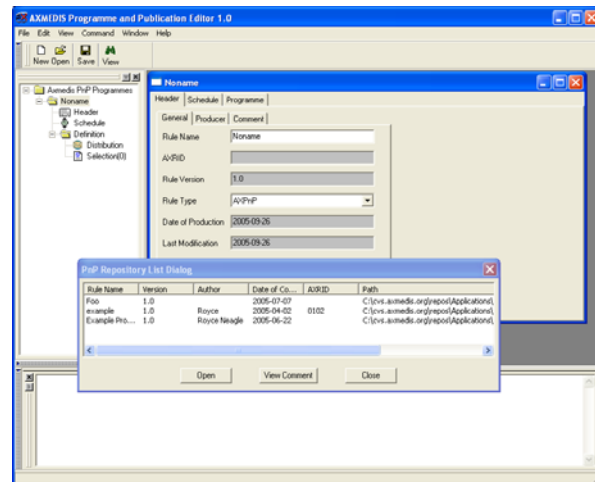 AXMEDIS Programme and Publication Editor 1.0
File Edit View Command Window Help
New Open Save View
Axmedis PnP Programmes
Noname
Header
Schedule
Definition
Distribution
Selection(0)
Noname
Header Schedule Programme
General Producer Comment
Rule Name Noname
AXRID
Rule Version 1.0
Rule Type AXPnP
Date of Production 2005-09-26
Last Modification 2005-09-26
PnP Repository List Dialog
Rule Name Version Author Date of Co... AXRID Path
Foo 1.0 2005-07-07 C:\cvs.axmedis.org\repos\Applications\
example 1.0 Royce 2005-04-02 0102 C:\cvs.axmedis.org\repos\Applications\
Example Pro... 1.0 Royce Neagle 2005-06-22 C:\cvs.axmedis.org\repos\Applications\
Open View Comment Close